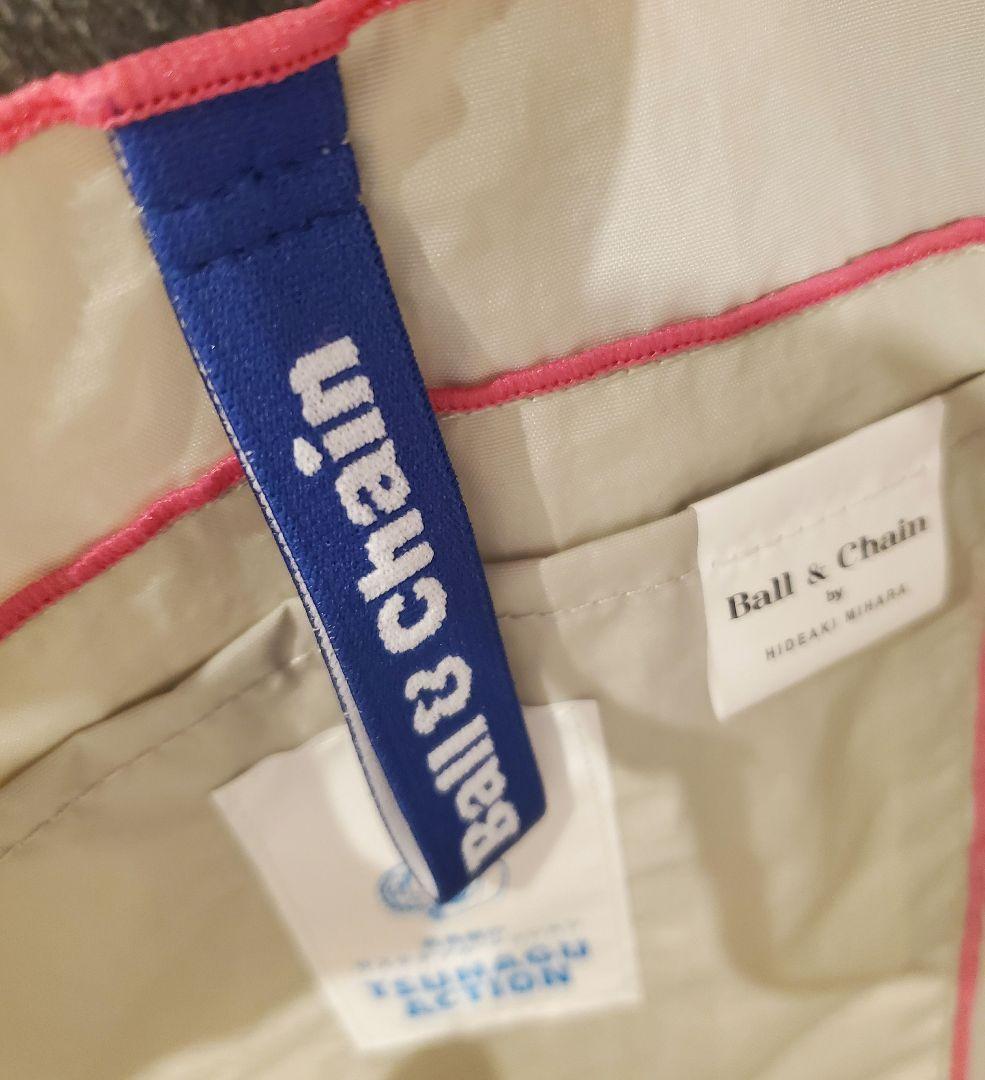 Ball & Chain
Ball & Chain
by
HIDEAKI MIHARA
TSUNAGU
ACTION